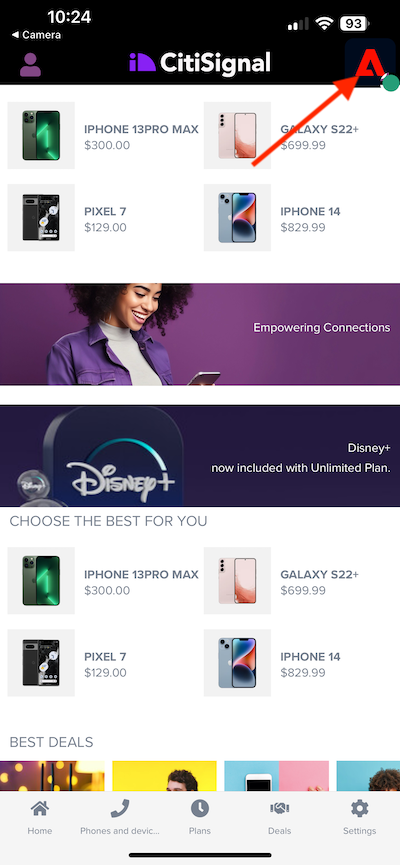 10:24
93
◀ Camera
CitiSignal
IPHONE 13PRO MAX
$300.00
GALAXY S22+
$699.99
PIXEL 7
$129.00
IPHONE 14
$829.99
Empowering Connections
Disney+
Disney+
Disney+
now included with Unlimited Plan.
CHOOSE THE BEST FOR YOU
IPHONE 13PRO MAX
$300.00
GALAXY S22+
$699.99
PIXEL 7
$129.00
IPHONE 14
$829.99
BEST DEALS
Home
Phones and devic...
Plans
Deals
Settings